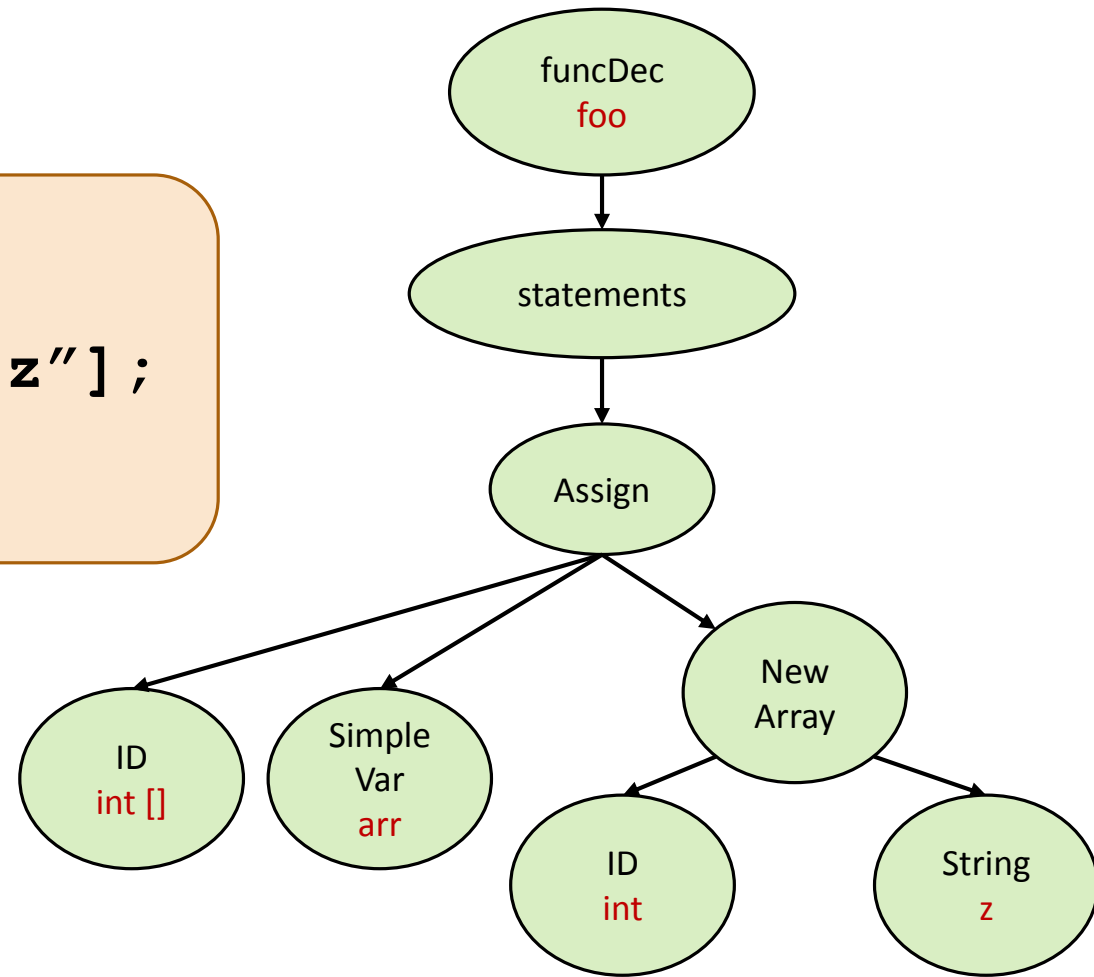 funcDec
foo
statements
z″];
Assign
New
Array
ID
int []
Simple
Var
arr
ID
int
String
z